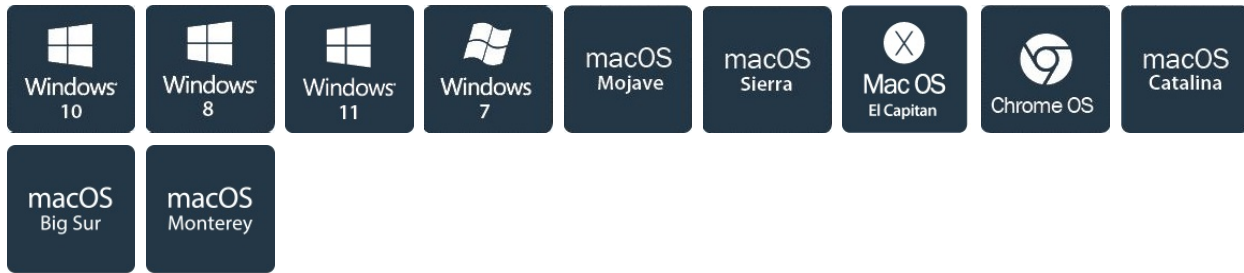 Windows
10
Windows
8
Windows
11
Windows
7
macOS
Mojave
macOS
Sierra
X
Mac OS
El Capitan
Chrome OS
macOS
Catalina
macOS
Big Sur
macOS
Monterey